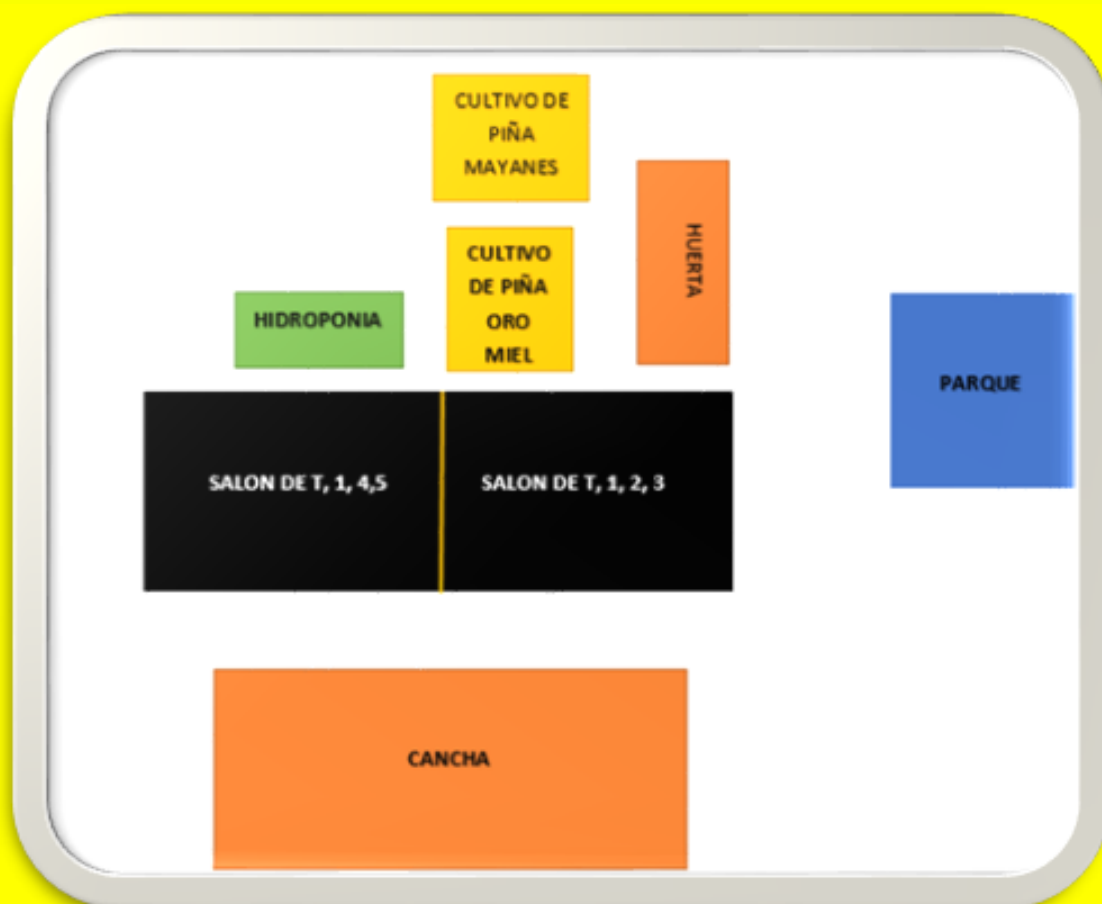 CULTIVO DE
PIÑA
MAYANES
HUERTA
CULTIVO
DE PIÑA
ORO
MIEL
HIDROPONIA
PARQUE
SALON DE T, 1, 4,5
SALON DE T, 1, 2, 3
CANCHA